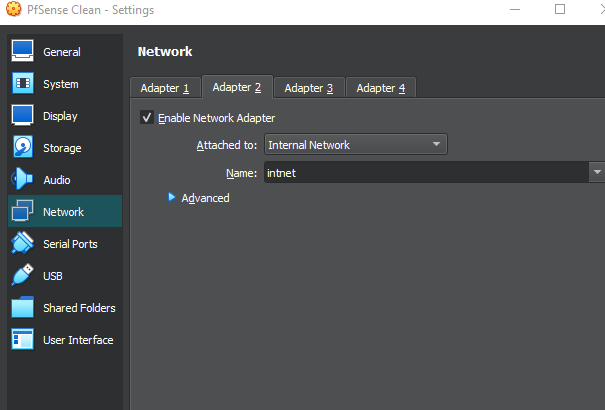 PfSense Clean - Settings
General
System
Display
Storage
Audio
Network
Serial Ports
USB
Shared Folders
User Interface
Network
Adapter 1 Adapter 2 Adapter 3 Adapter 4
Enable Network Adapter
Attached to: Internal Network
Name: intnet
Advanced